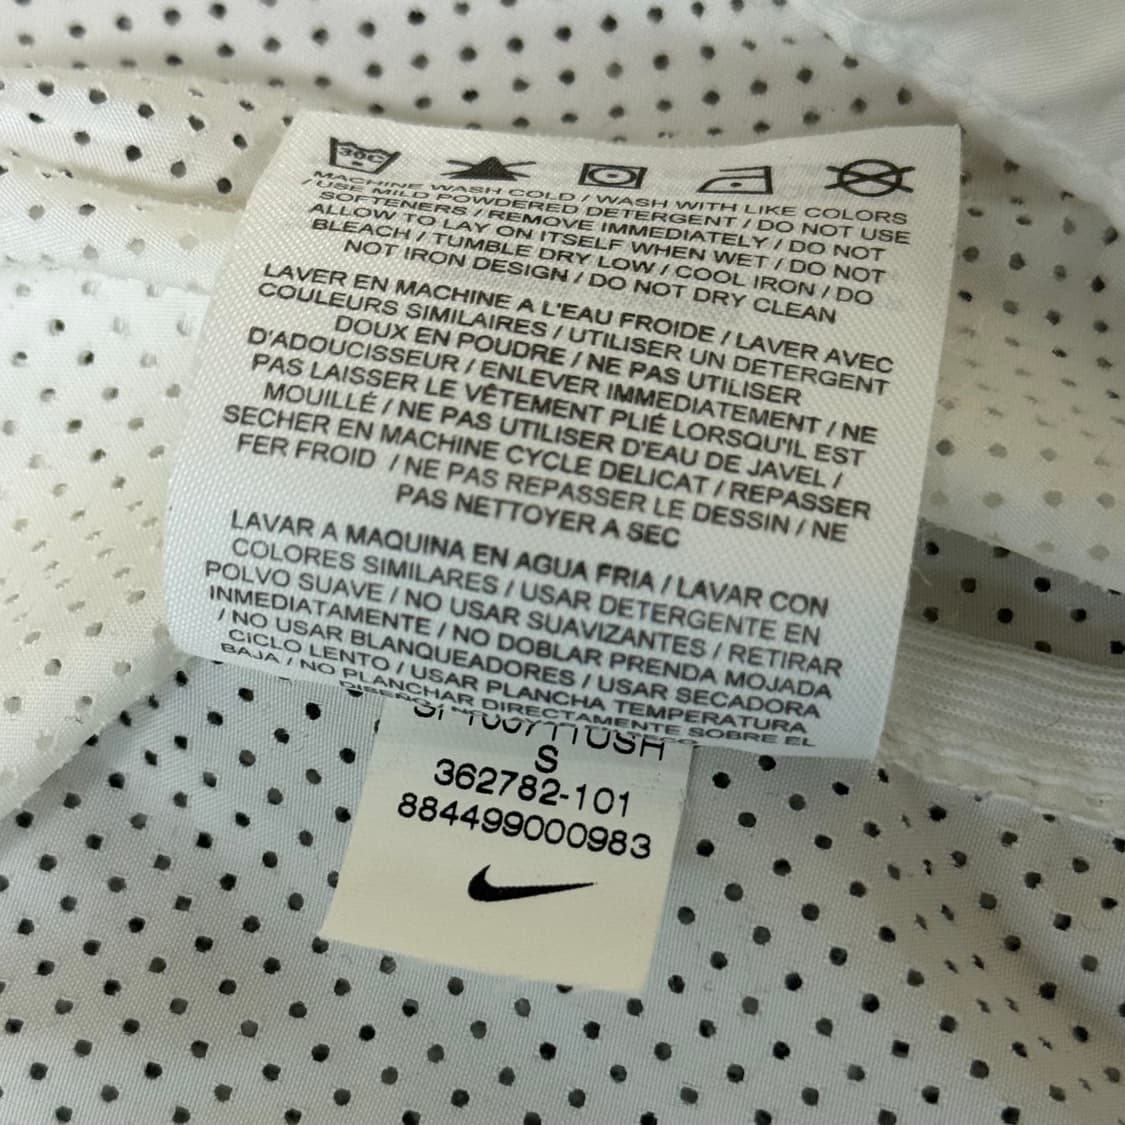 30C
MACHINE WASH COLD / WASH WITH LIKE COLORS
/ USE MILD POWDERED DETERGENT / DO NOT USE
SOFTENERS / REMOVE IMMEDIATELY / DO NOT
ALLOW TO LAY ON ITSELF WHEN WET / DO NOT
BLEACH / TUMBLE DRY LOW / COOL IRON / DO
NOT IRON DESIGN / DO NOT DRY CLEAN
LAVER EN MACHINE A L'EAU FROIDE / LAVER AVEC
COULEURS SIMILAIRES / UTILISER UN DETERGENT
DOUX EN POUDRE / NE PAS UTILISER
D'ADOUCISSEUR / ENLEVER IMMEDIATEMENT / NE
PAS LAISSER LE VÊTEMENT PLIÉ LORSQU'IL EST
MOUILLÉ / NE PAS UTILISER D'EAU DE JAVEL /
SECHER EN MACHINE CYCLE DELICAT / REPASSER
FER FROID / NE PAS REPASSER LE DESSIN / NE
PAS NETTOYER A SEC
LAVAR A MAQUINA EN AGUA FRIA / LAVAR CON
COLORES SIMILARES / USAR DETERGENTE EN
POLVO SUAVE / NO USAR SUAVIZANTES / RETIRAR
INMEDIATAMENTE / NO DOBLAR PRENDA MOJADA
/ NO USAR BLANQUEADORES / USAR SECADORA
CiCLO LENTO / USAR PLANCHA TEMPERATURA
BAJA / NO PLANCHAR DIRECTAMENTE SOBRE EL
S
362782-101
884499000983